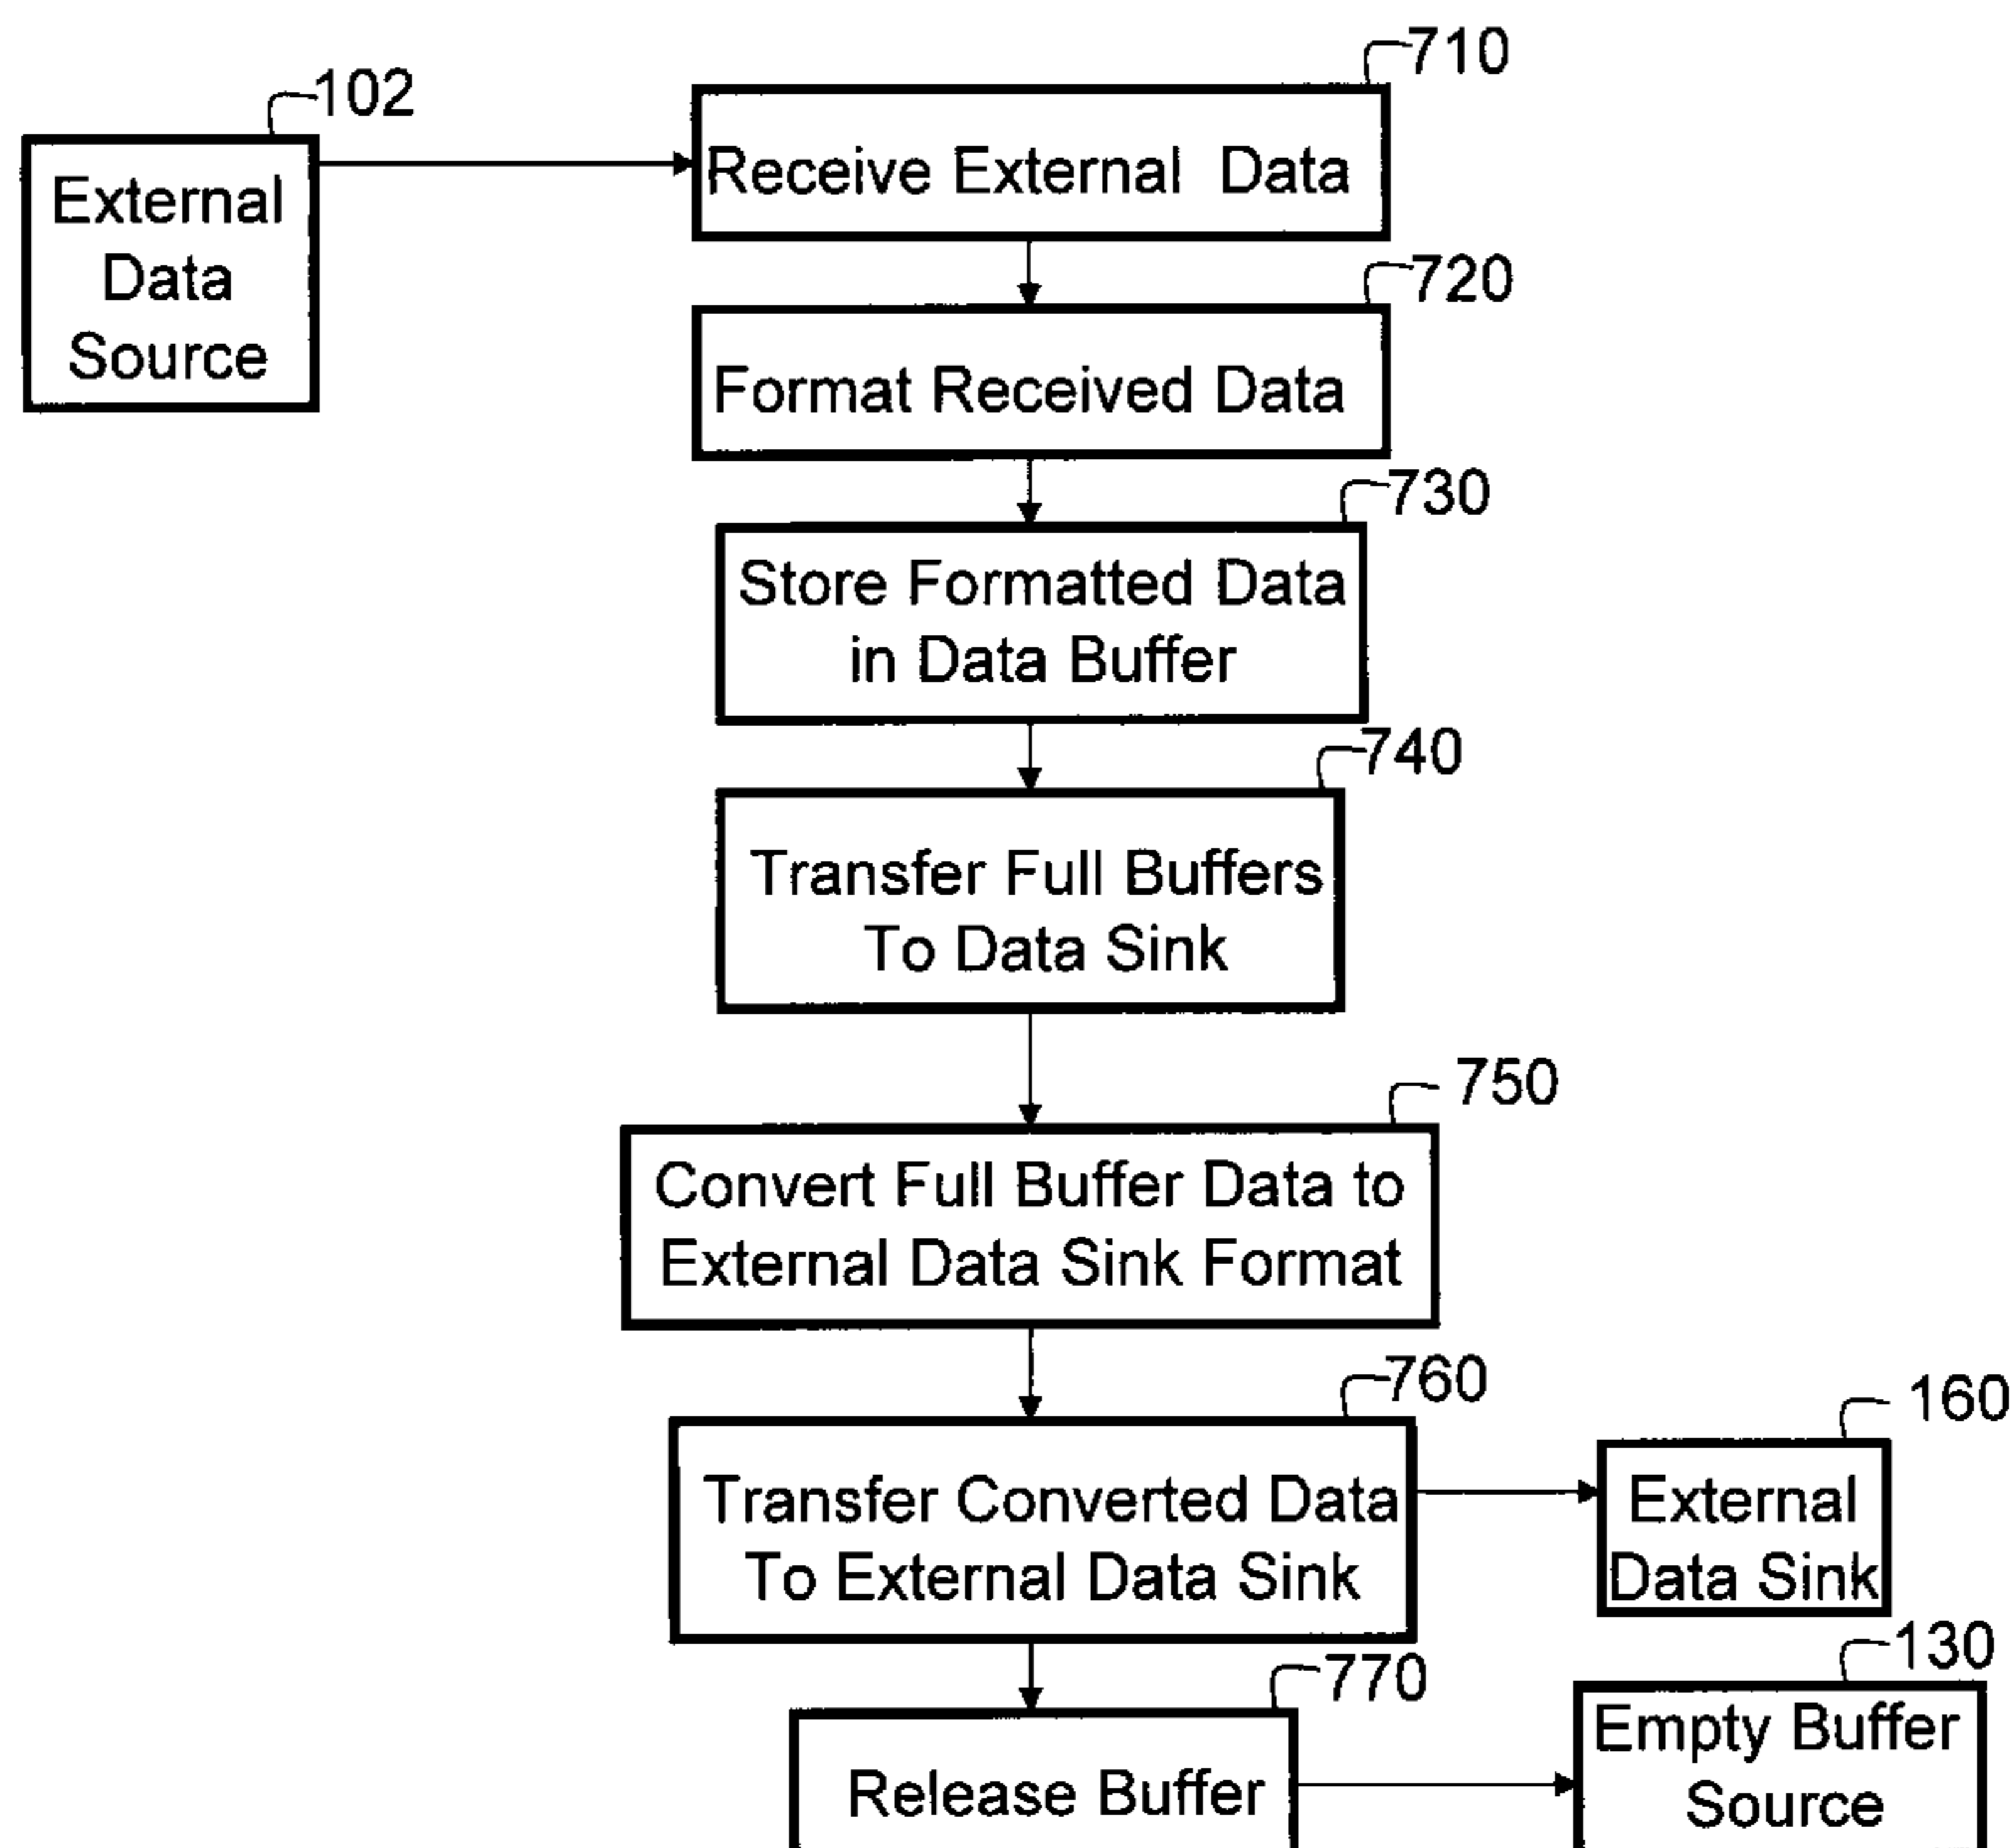 710
102
External
Data
Source
Receive External Data
720
Format Received Data
730
Store Formatted Data
in Data Buffer
740
Transfer Full Buffers
To Data Sink
750
Convert Full Buffer Data to
External Data Sink Format
760
Transfer Converted Data
To External Data Sink
160
External
Data Sink
770
Release Buffer
130
Empty Buffer
Source